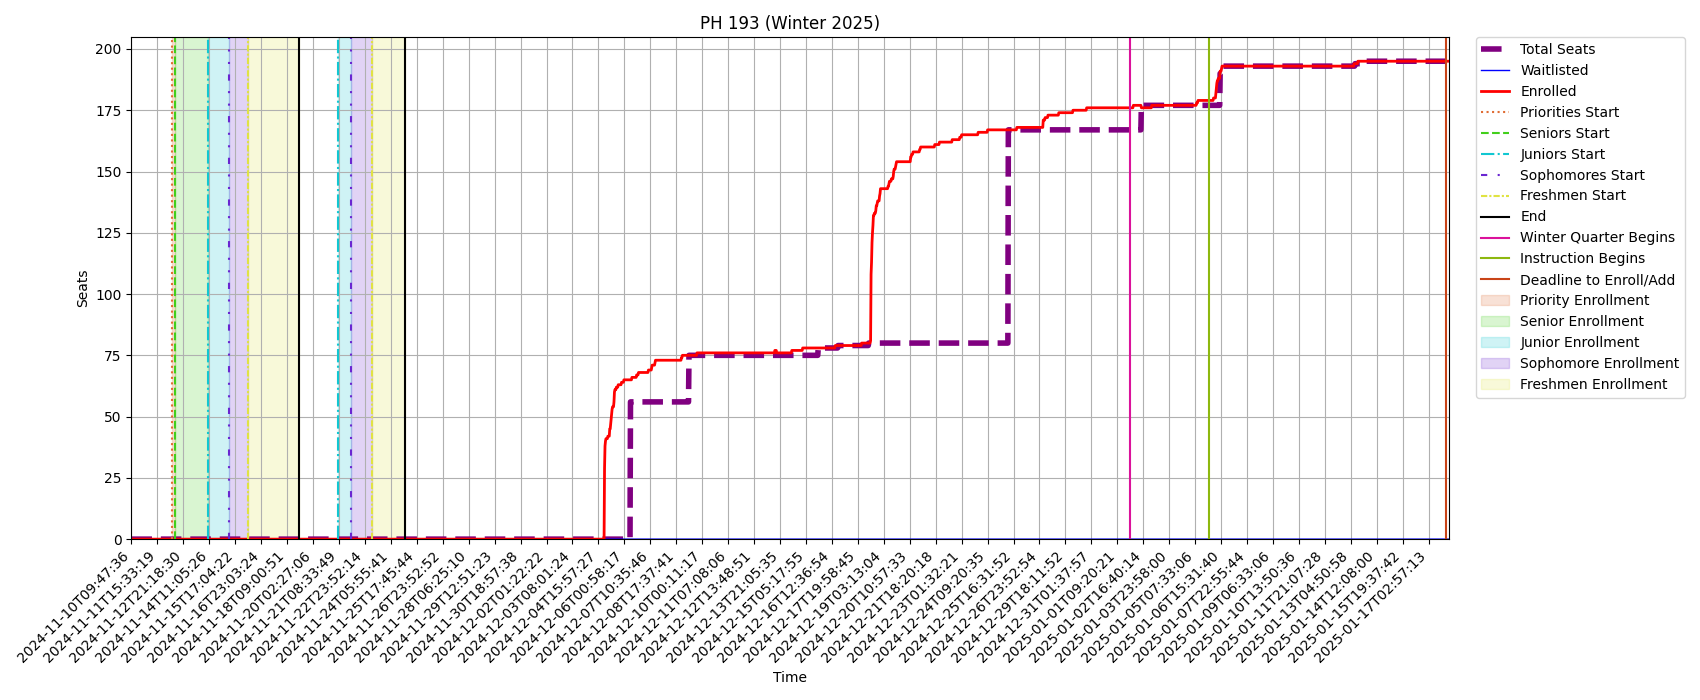 PH 193 (Winter 2025)
Seats
200
175
150
125
100
75
50
25
0
Total Seats
Waitlisted
Enrolled
Priorities Start
Seniors Start
Juniors Start
Sophomores Start
Freshmen Start
End
Winter Quarter Begins
Instruction Begins
Deadline to Enroll/Add
Priority Enrollment
Senior Enrollment
Junior Enrollment
Sophomore Enrollment
Freshmen Enrollment
2024-11-10T09:47:36
2024-11-11T15:33:19
2024-11-12T21:18:30
2024-11-14T11:05:26
2024-11-15T17:04:22
2024-11-16T23:03:24
2024-11-18T09:00:51
2024-11-20T02:27:06
2024-11-21T08:33:49
2024-11-22T23:52:14
2024-11-24T05:55:41
2024-11-25T17:45:44
2024-11-26T23:52:52
2024-11-28T06:25:10
2024-11-29T12:51:23
2024-11-30T18:57:38
2024-12-02T01:22:22
2024-12-03T08:01:24
2024-12-04T15:57:27
2024-12-06T00:58:17
2024-12-07T10:35:46
2024-12-08T17:37:41
2024-12-10T00:11:17
2024-12-11T07:08:06
2024-12-12T13:48:51
2024-12-13T21:05:35
2024-12-15T05:17:55
2024-12-16T12:36:54
2024-12-17T19:58:45
2024-12-19T03:13:04
2024-12-20T10:57:33
2024-12-21T18:20:18
2024-12-23T01:32:21
2024-12-24T09:20:35
2024-12-25T16:31:52
2024-12-26T23:52:54
2024-12-29T18:11:52
2024-12-31T01:37:57
2025-01-01T09:20:21
2025-01-02T16:40:14
2025-01-03T23:58:00
2025-01-05T07:33:06
2025-01-06T15:31:40
2025-01-07T22:55:44
2025-01-09T06:33:06
2025-01-10T13:50:36
2025-01-11T21:07:28
2025-01-13T04:50:58
2025-01-14T12:08:00
2025-01-15T19:37:42
2025-01-17T02:57:13
Time